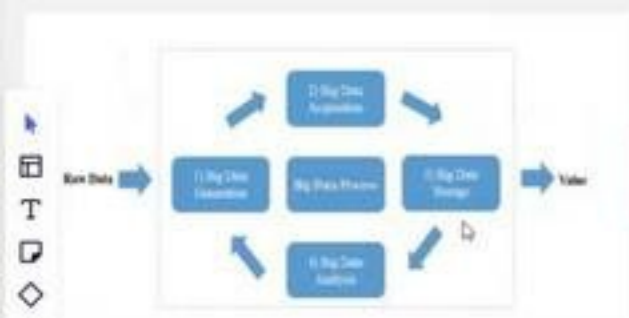 2) Big Data
Acquisition
Raw Data
1) Big Data
Generation
Big Data Process
3) Big Data
Storage
Value
4) Big Data
Analysis
T